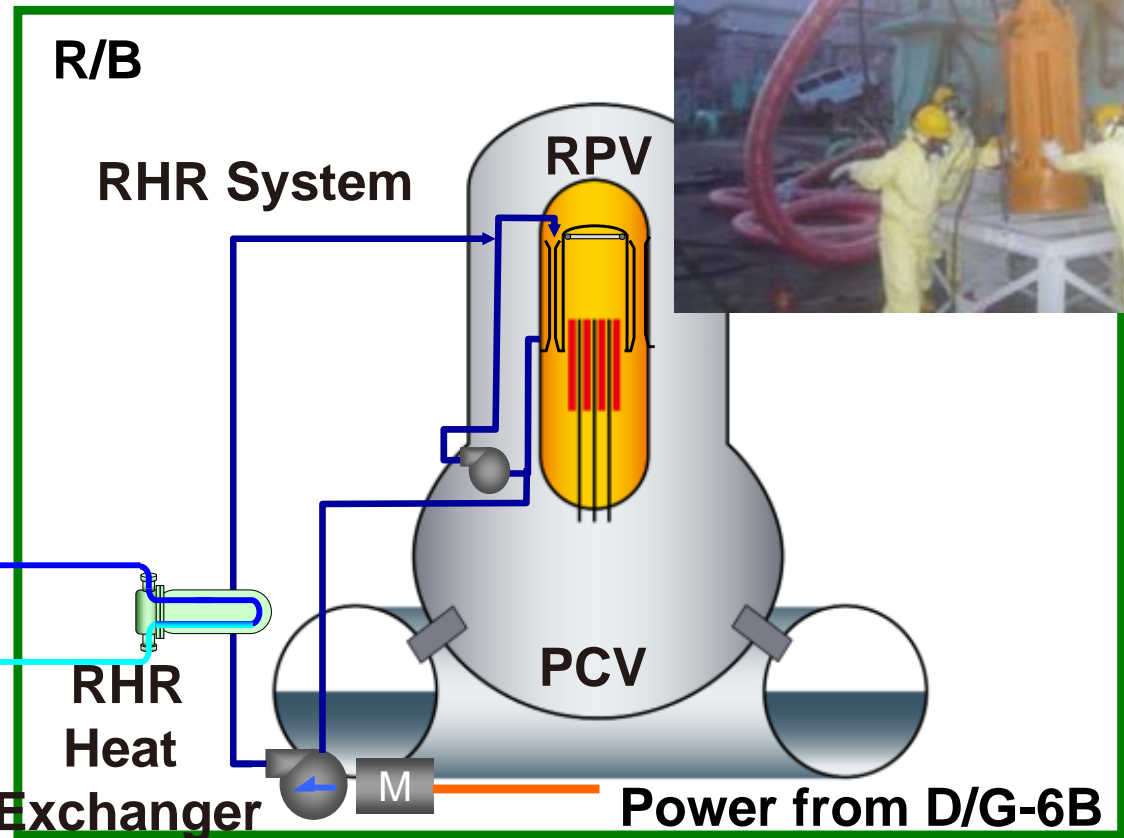 R/B
RPV
RHR System
PCV
RHR
Heat
Exchanger
M
Power from D/G-6B